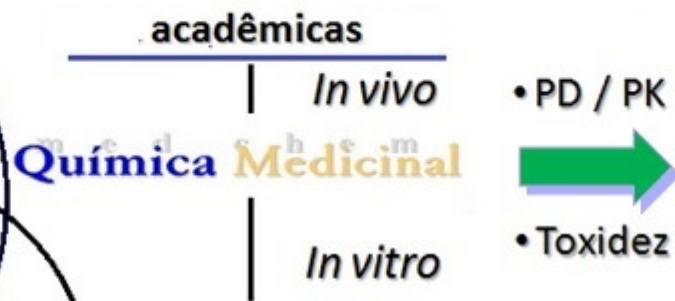 acadêmicas
In vivo
• PD / PK
m e d c h e m
Química Medicinal
In vitro
• Toxidez